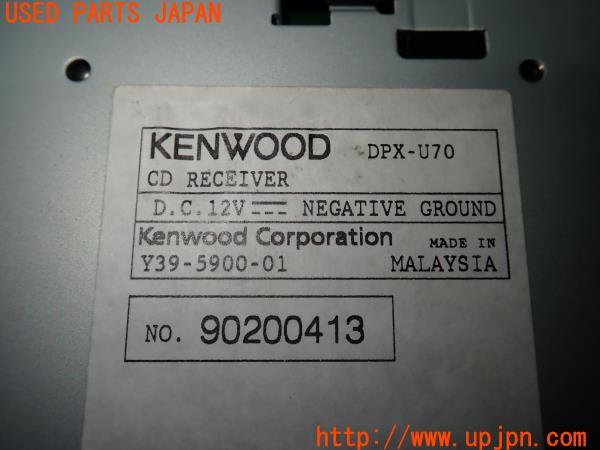 USED PARTS JAPAN
KENWOOD DPX-U70
CD RECEIVER
D.C.12V NEGATIVE GROUND
Kenwood Corporation MADE IN
Y39-5900-01 MALAYSIA
NO. 90200413
(U.P.J)
http://www.upjpn.com/